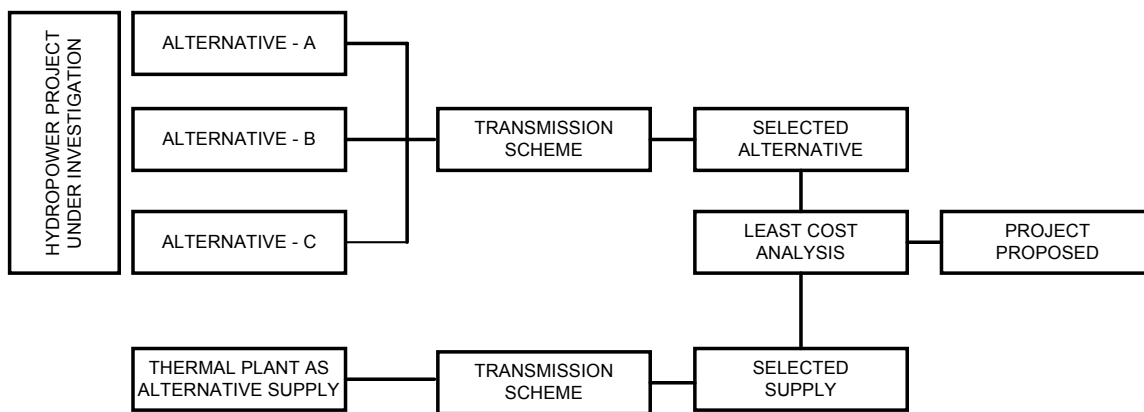 HYDROPOWER PROJECT
UNDER INVESTIGATION
ALTERNATIVE - A
ALTERNATIVE - B
ALTERNATIVE - C
TRANSMISSION
SCHEME
SELECTED
ALTERNATIVE
LEAST COST
ANALYSIS
PROJECT
PROPOSED
THERMAL PLANT AS
ALTERNATIVE SUPPLY
TRANSMISSION
SCHEME
SELECTED
SUPPLY